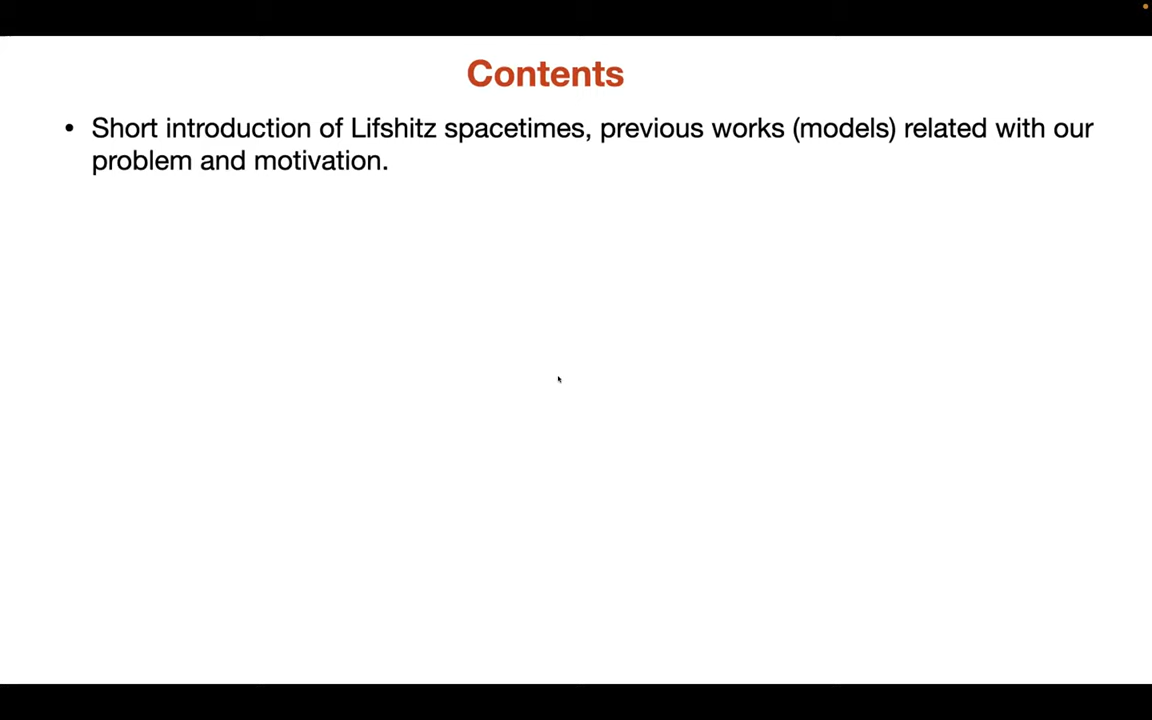 Contents
• Short introduction of Lifshitz spacetimes, previous works (models) related with our
problem and motivation.